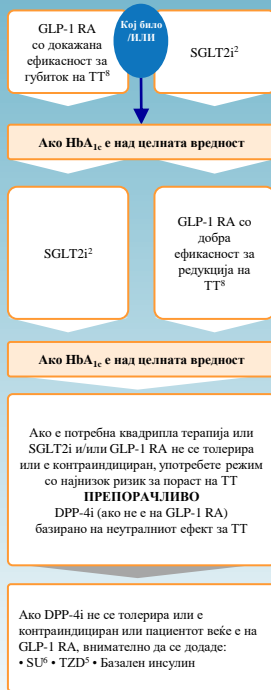 GLP-1 RA
со докажана
ефикасност за
губиток на ТТ⁸
Кој било
/ИЛИ
SGLT2i²
Ако HbA₁c е над целната вредност
SGLT2i²
GLP-1 RA со
добра
ефикасност за
редукција на
ТТ⁸
Ако HbA₁c е над целната вредност
Ако е потребна квадрипла терапија или
SGLT2i и/или GLP-1 RA не се толерира
или е контраиндициран, употребете режим
со најнизок ризик за пораст на ТТ
ПРЕПОРАЧЛИВО
DPP-4i (ако не е на GLP-1 RA)
базирано на неутралниот ефект за ТТ
Ако DPP-4i не се толерира или е
контраиндициран или пациентот веќе е на
GLP-1 RA, внимателно да се додаде:
• SU⁶ • TZD⁵ • Базален инсулин